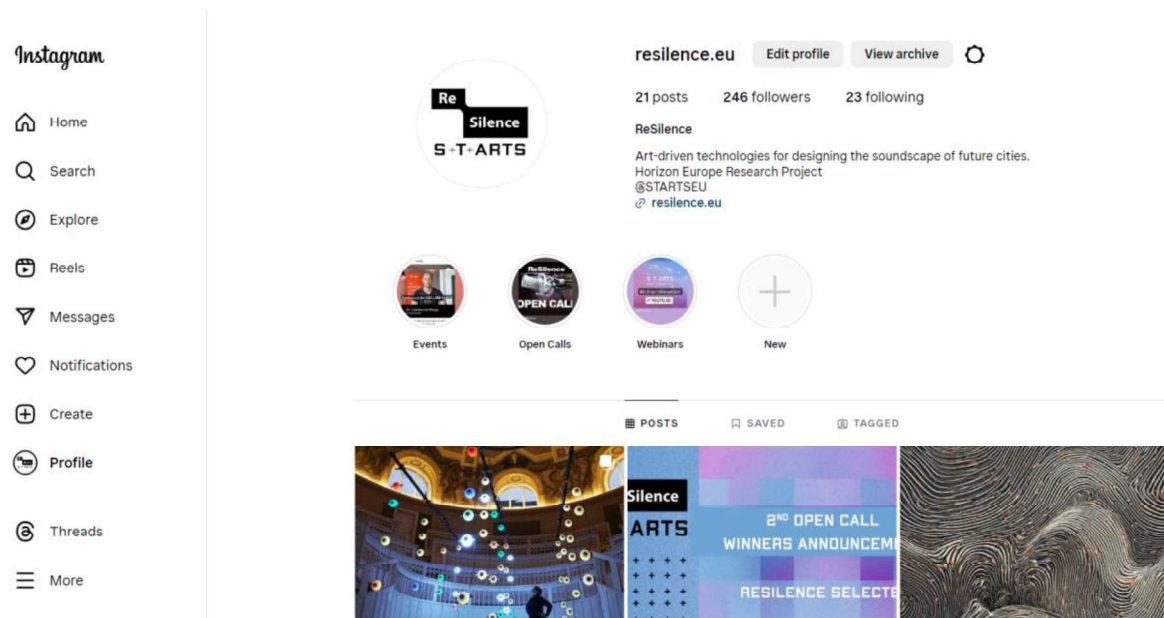 Instagram
Home
Search
Explore
Reels
Messages
Notifications
Create
Profile
Threads
More
Re
Silence
S+T+ARTS
resilence.eu Edit profile View archive
21 posts 246 followers 23 following
ReSilence
Art-driven technologies for designing the soundscape of future cities.
Horizon Europe Research Project
@STARTSEU
resilence.eu
ReSilence
OPEN CALL
S+T+ARTS
Events Open Calls Webinars New
POSTS SAVED TAGGED
Silence
ARTS
2ND OPEN CALL
WINNERS ANNOUNCEME
RESILENCE SELECTE